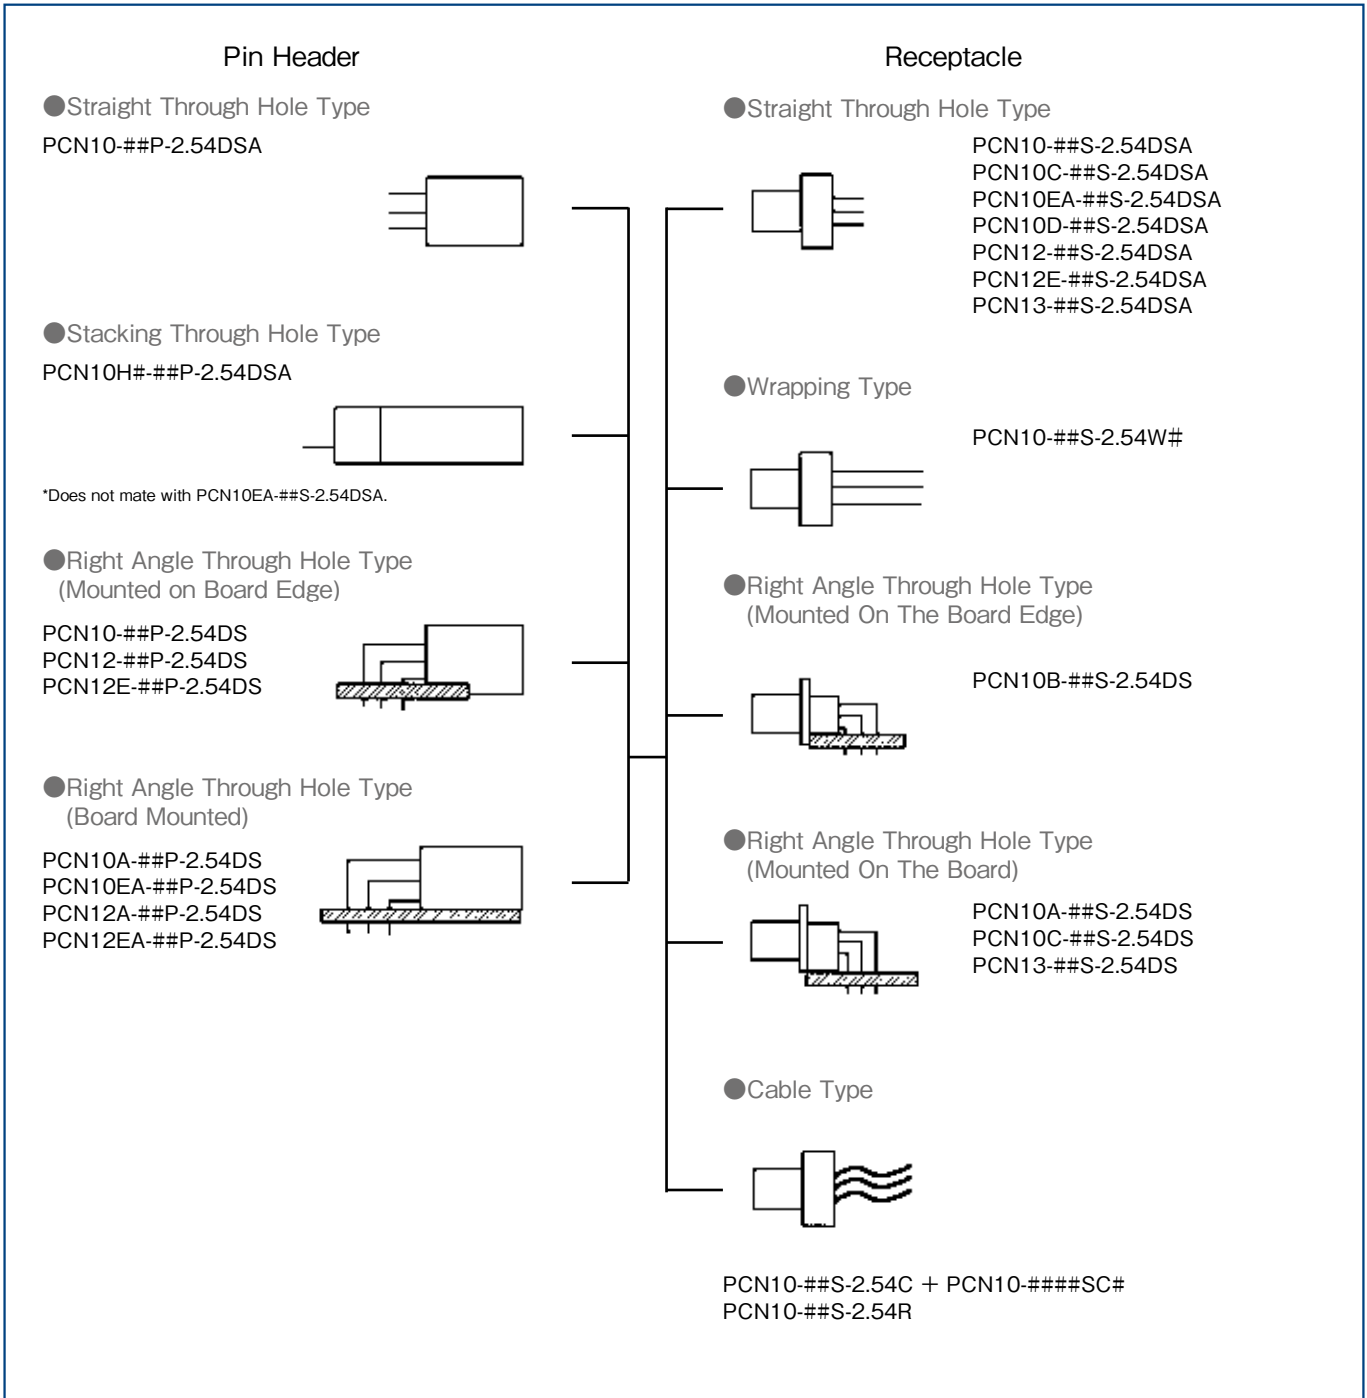 Pin Header
●Straight Through Hole Type
PCN10-##P-2.54DSA
●Stacking Through Hole Type
PCN10H#-##P-2.54DSA
*Does not mate with PCN10EA-##S-2.54DSA.
●Right Angle Through Hole Type
(Mounted on Board Edge)
PCN10-##P-2.54DS
PCN12-##P-2.54DS
PCN12E-##P-2.54DS
●Right Angle Through Hole Type
(Board Mounted)
PCN10A-##P-2.54DS
PCN10EA-##P-2.54DS
PCN12A-##P-2.54DS
PCN12EA-##P-2.54DS
Receptacle
●Straight Through Hole Type
PCN10-##S-2.54DSA
PCN10C-##S-2.54DSA
PCN10EA-##S-2.54DSA
PCN10D-##S-2.54DSA
PCN12-##S-2.54DSA
PCN12E-##S-2.54DSA
PCN13-##S-2.54DSA
●Wrapping Type
PCN10-##S-2.54W#
●Right Angle Through Hole Type
(Mounted On The Board Edge)
PCN10B-##S-2.54DS
●Right Angle Through Hole Type
(Mounted On The Board)
PCN10A-##S-2.54DS
PCN10C-##S-2.54DS
PCN13-##S-2.54DS
●Cable Type
PCN10-##S-2.54C + PCN10-####SC#
PCN10-##S-2.54R